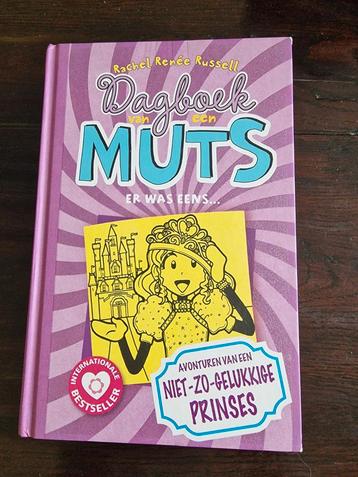 Rachel Renée Russell
Dagboek
van een
MUTS
ER WAS EENS...
INTERNATIONALE
BESTSELLER
AVONTUREN VAN EEN
NIET-ZO-GELUKKIGE
PRINSES